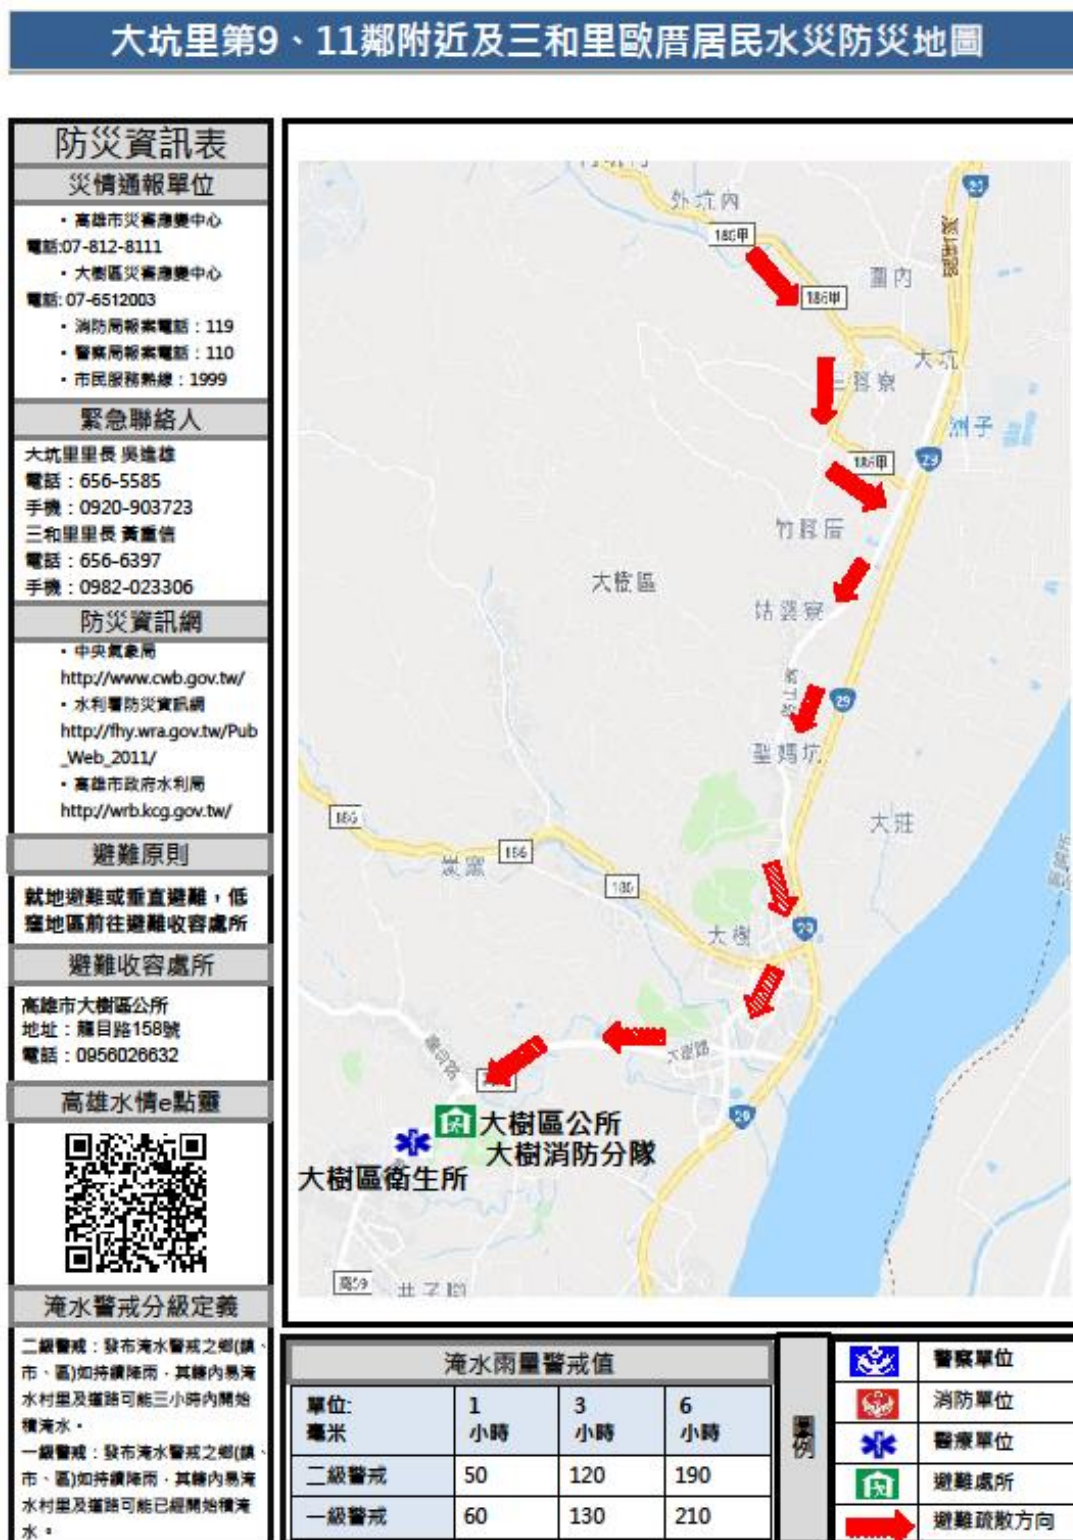 大坑里第9、11鄰附近及三和里歐厝居民水災防災地圖
防災資訊表
災情通報單位
・高雄市災害應變中心
電話:07-812-8111
・大樹區災害應變中心
電話: 07-6512003
・消防局報案電話：119
・警察局報案電話：110
・市民服務熱線：1999
緊急聯絡人
大坑里里長 吳進雄
電話：656-5585
手機：0920-903723
三和里里長 黃重信
電話：656-6397
手機：0982-023306
防災資訊網
・中央氣象局
http://www.cwb.gov.tw/
・水利署防災資訊網
http://fhy.wra.gov.tw/Pub
_Web_2011/
・高雄市政府水利局
http://wrb.kcg.gov.tw/
避難原則
就地避難或垂直避難，低
窪地區前往避難收容處所
避難收容處所
高雄市大樹區公所
地址：龍目路158號
電話：0956026632
高雄水情e點靈
淹水警戒分級定義
二級警戒：發布淹水警戒之鄉(鎮、
市、區)如持續降雨，其轄內易淹
水村里及道路可能三小時內開始
積淹水。
一級警戒：發布淹水警戒之鄉(鎮、
市、區)如持續降雨，其轄內易淹
水村里及道路可能已經開始積淹
水。
外坑內
186甲
圍內
186甲
大坑
洲子
29
186甲
竹腳厝
大樹區
姑婆寮
29
聖媽坑
大莊
186
186
186
大樹
29
大樹路
29
大樹區公所
大樹消防分隊
大樹區衛生所
高59
淹水雨量警戒值
單位:
毫米
1
小時
3
小時
6
小時
二級警戒 50 120 190
一級警戒 60 130 210
圖例
警察單位
消防單位
醫療單位
避難處所
避難疏散方向